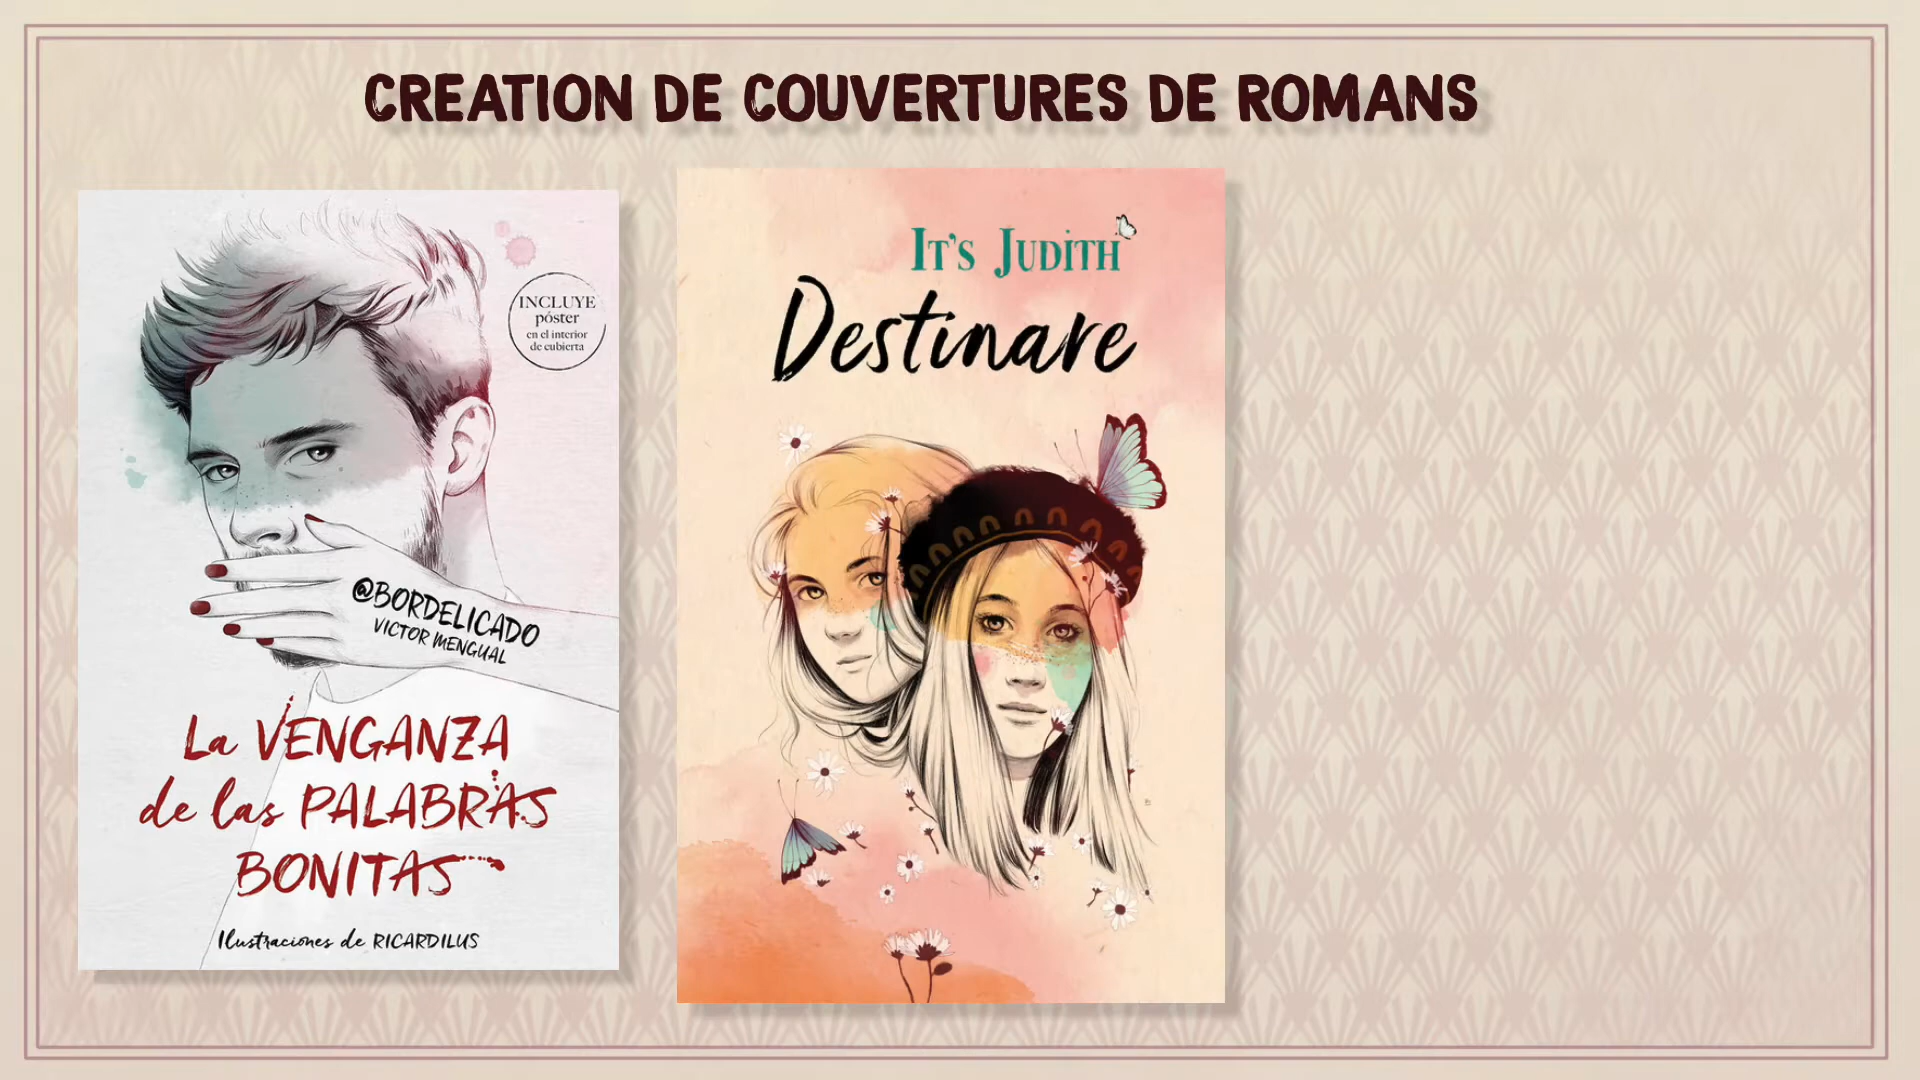 CREATION DE COUVERTURES DE ROMANS
INCLUYE
póster
en el interior
de cubierta
@BORDELICADO
VICTOR MENGUAL
La VENGANZA
de las PALABRAS
BONITAS
Ilustraciones de RICARDILUS
IT'S JUDITH
Destinare